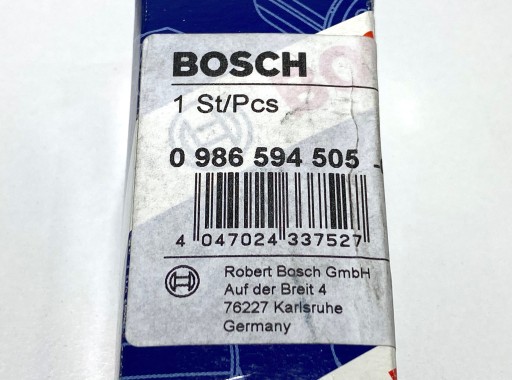 BOSCH
1 St/Pcs
0 986 594 505
4 047024 337527
Robert Bosch GmbH
Auf der Breit 4
76227 Karlsruhe
Germany